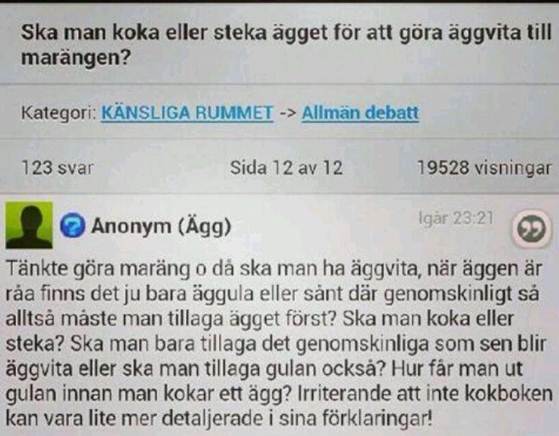 Ska man koka eller steka ägget för att göra äggvita till
marängen?
Kategori: KÄNSLIGA RUMMET -> Allmän debatt
123 svar Sida 12 av 12 19528 visningar
Anonym (Ägg) Igår 23:21
Tänkte göra maräng o då ska man ha äggvita, när äggen är
råa finns det ju bara äggula eller sånt där genomskinligt så
alltså måste man tillaga ägget först? Ska man koka eller
steka? Ska man bara tillaga det genomskinliga som sen blir
äggvita eller ska man tillaga gulan också? Hur får man ut
gulan innan man kokar ett ägg? Irriterande att inte kokboken
kan vara lite mer detaljerade i sina förklaringar!